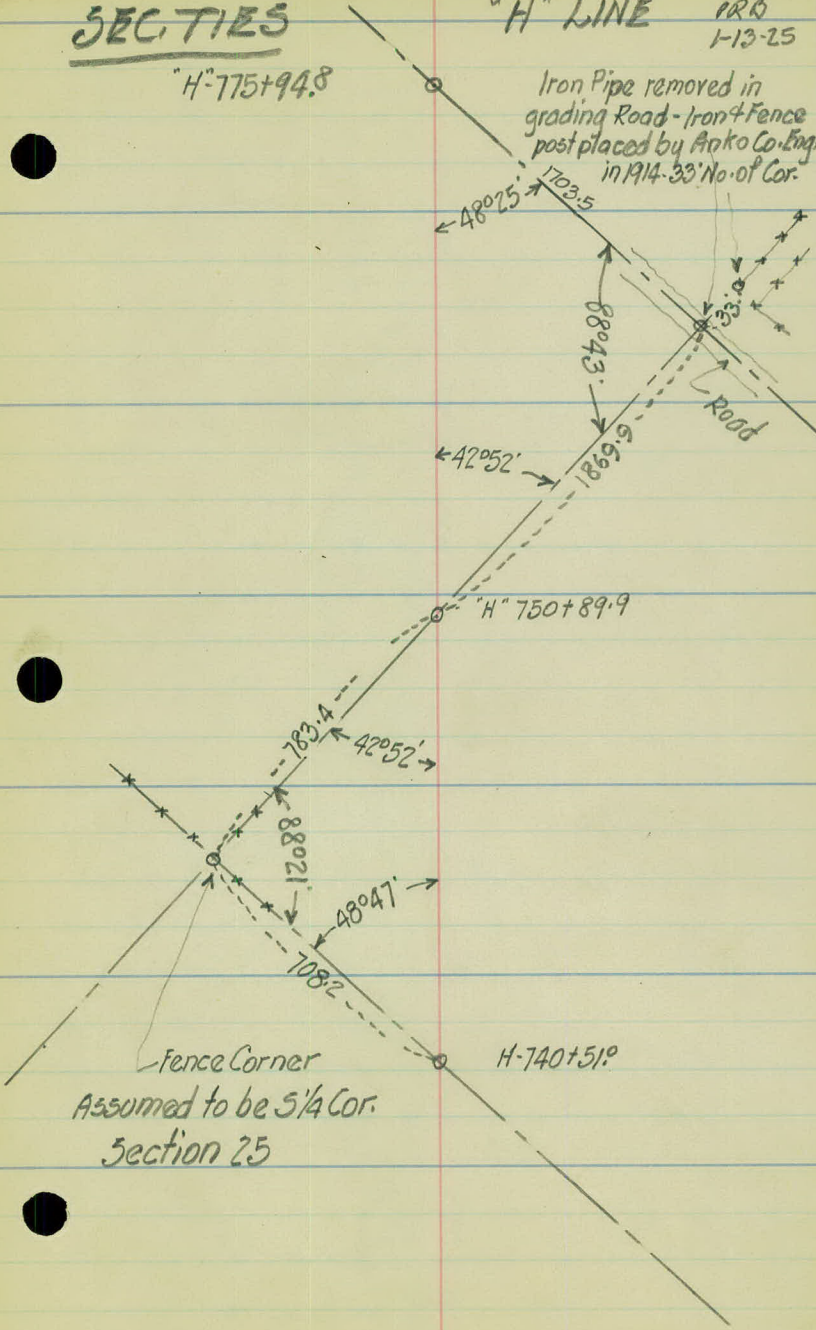 SEC. TIES
"H" LINE
1-13-25
"H"-775+94.8
Iron Pipe removed in
grading Road - Iron & Fence
post placed by Anko Co. Eng.
in 1914 - 33' No. of Cor.
1703.5
48°25'
33.0
88°43'
Road
1869.9
42°52'
"H" 750+89.9
783.4
42°52'
88°21'
48°47'
708.2
Fence Corner
H-740+51.0
Assumed to be S 1/4 Cor.
Section 25